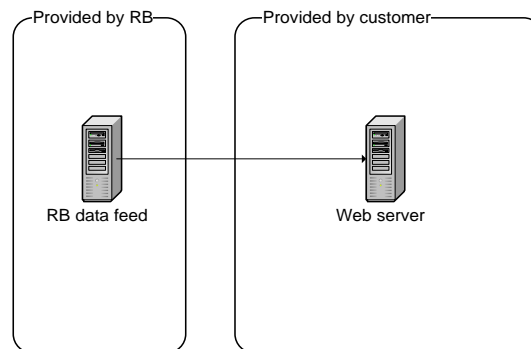 Provided by RB
Provided by customer
RB data feed
Web server